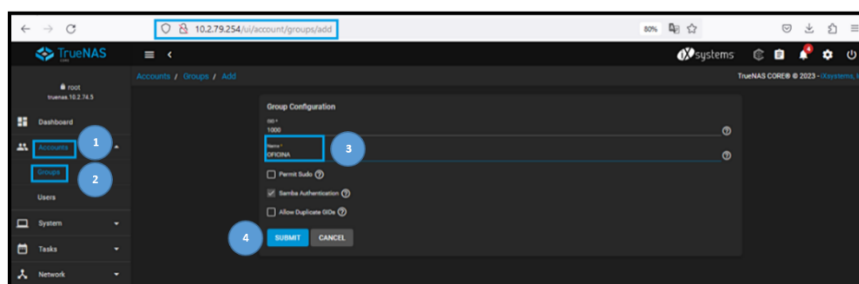 10.2.79.254/ui/account/groups/add
80%
TrueNAS
CORE
iXsystems
root
truenas 10.2.74.5
Accounts / Groups / Add
TrueNAS CORE® © 2023 - iXsystems,
Dashboard
Accounts
1
Groups
2
Users
System
Tasks
Network
Group Configuration
GID *
1000
Name *
OFICINA
3
Permit Sudo
Samba Authentication
Allow Duplicate GIDs
4
SUBMIT
CANCEL